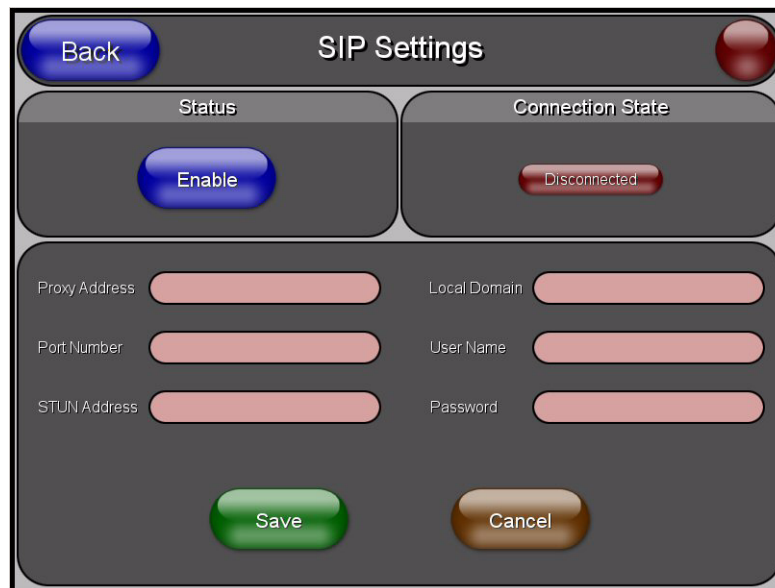 Back
SIP Settings
Status
Connection State
Enable
Disconnected
Proxy Address
Local Domain
Port Number
User Name
STUN Address
Password
Save
Cancel